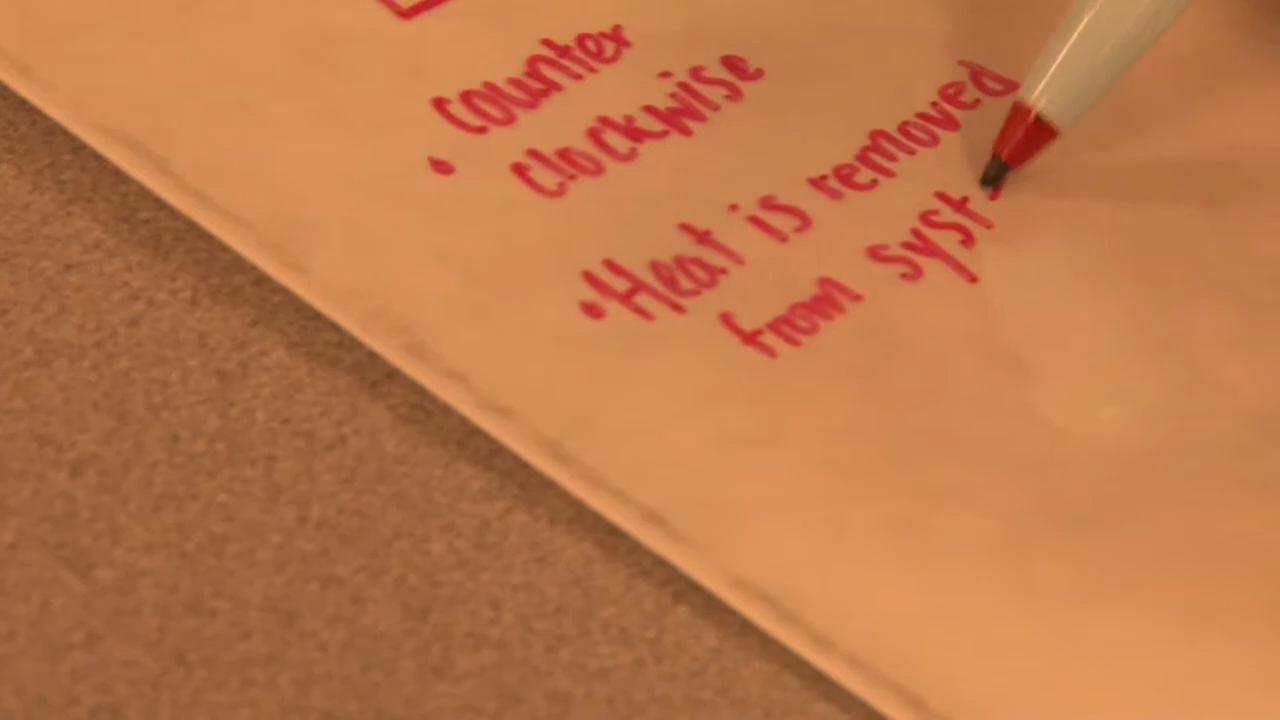 • counter
clockwise
• Heat is removed
from syst